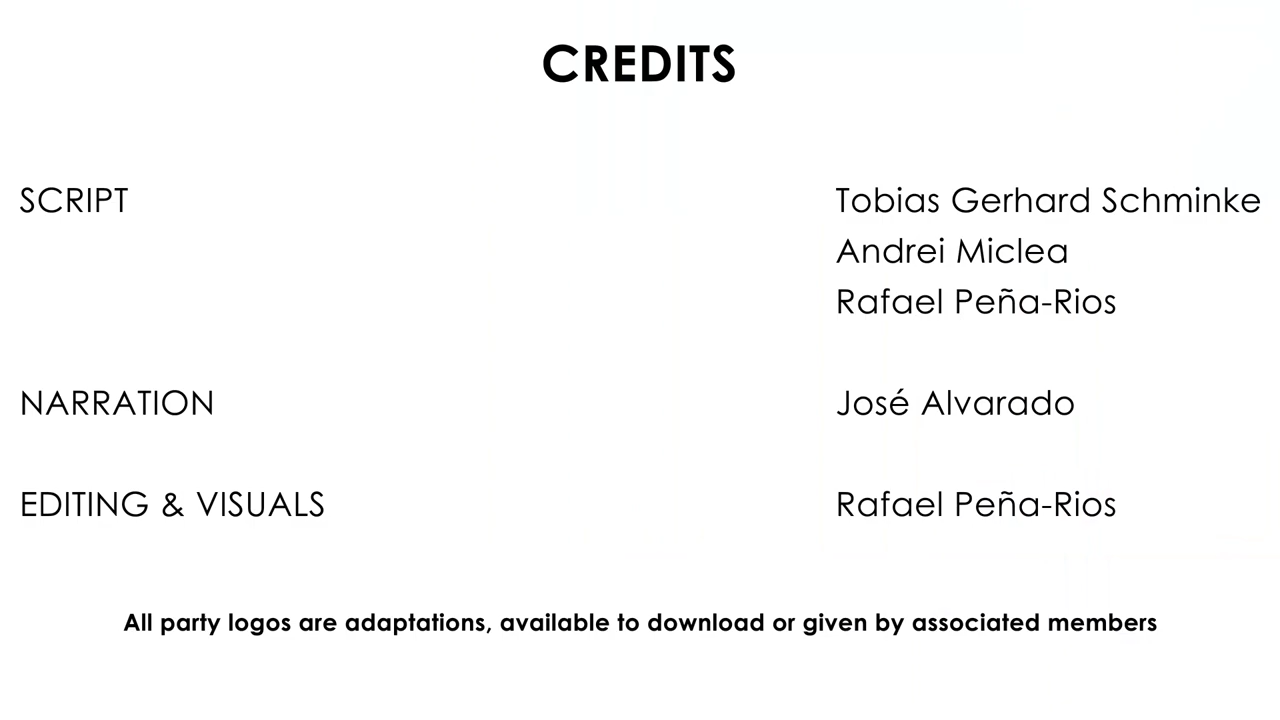 CREDITS
SCRIPT Tobias Gerhard Schminke
Andrei Miclea
Rafael Peña-Rios
NARRATION José Alvarado
EDITING & VISUALS Rafael Peña-Rios
All party logos are adaptations, available to download or given by associated members